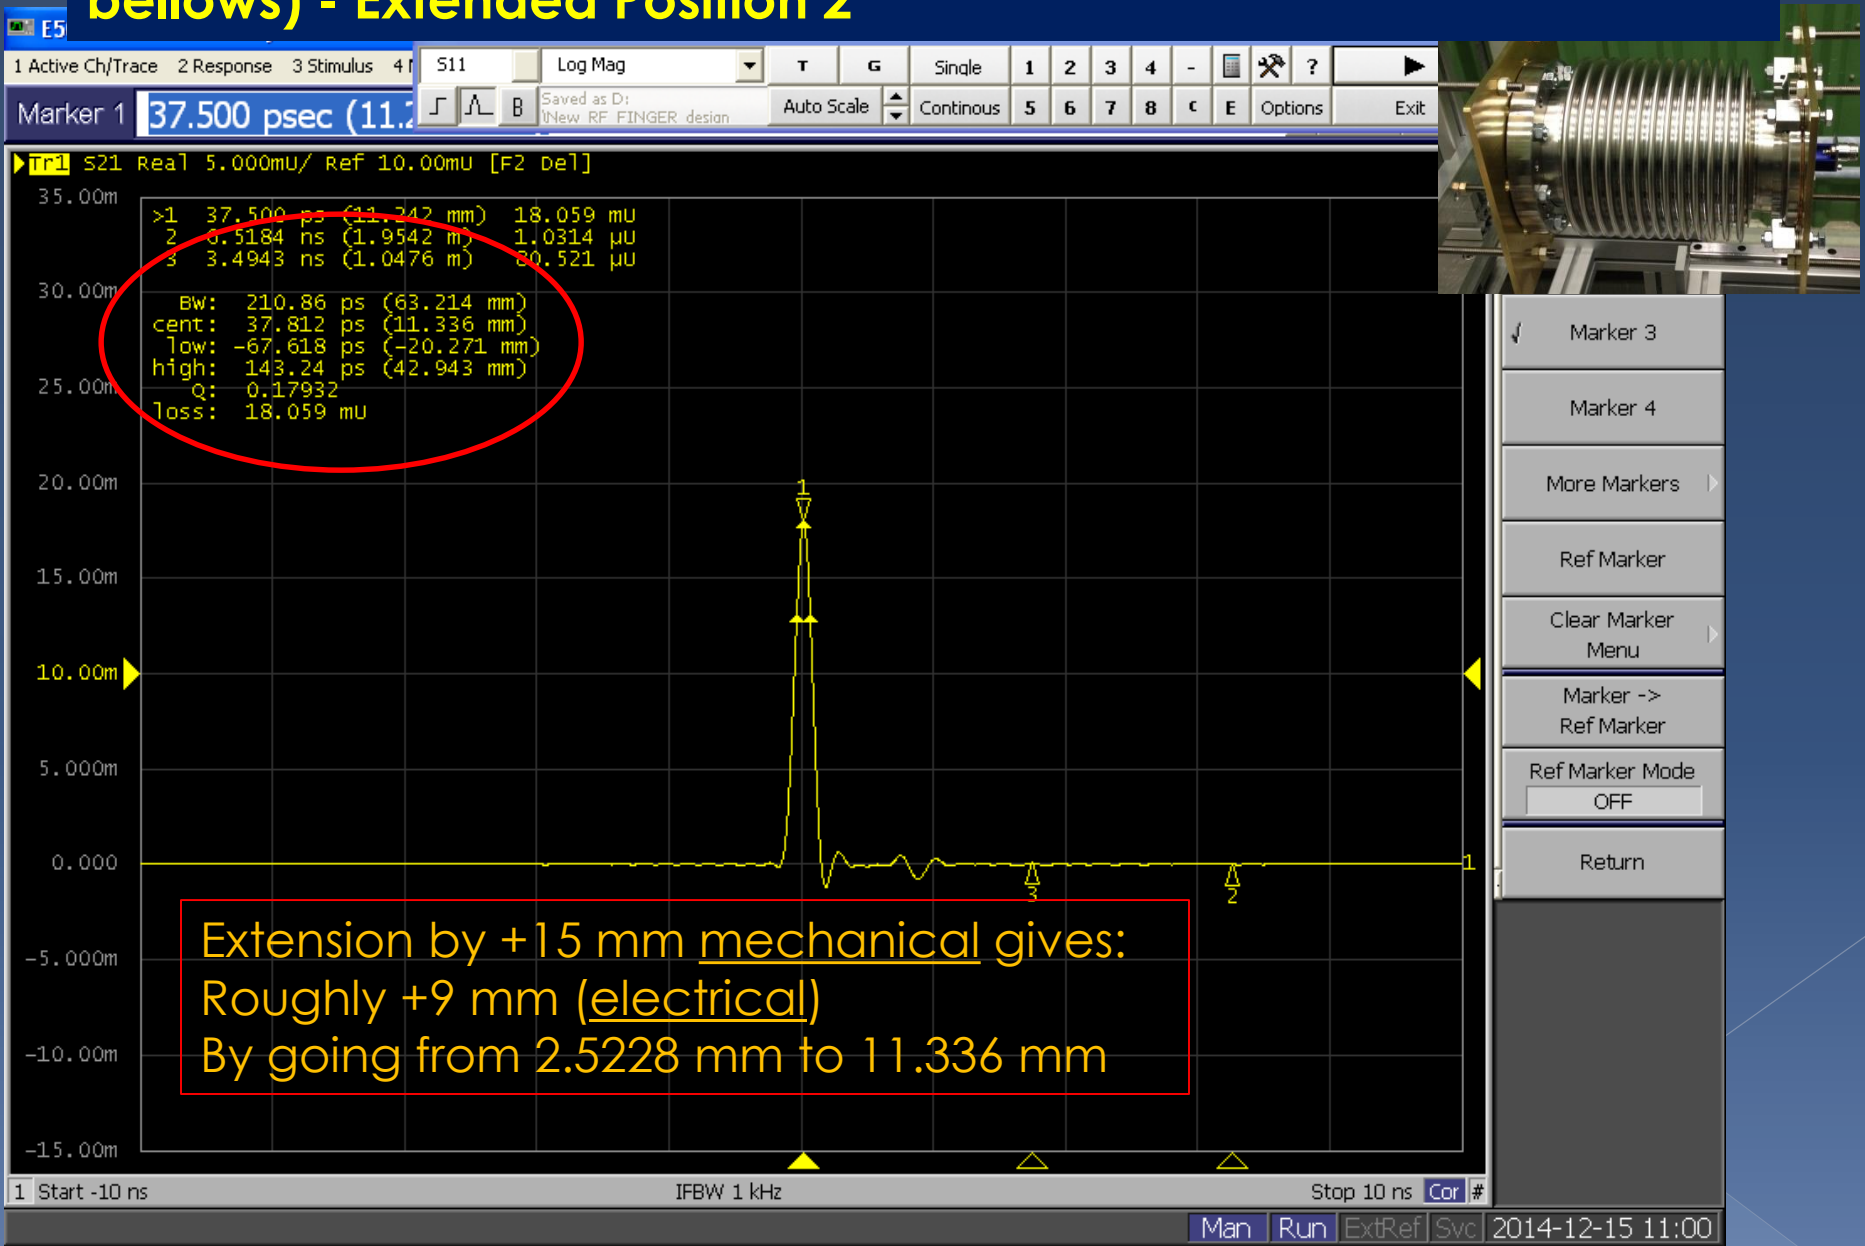 bellows) - Extended Position 2
E5
1 Active Ch/Trace 2 Response 3 Stimulus 4
S11 Log Mag T G Single 1 2 3 4 - ?
Marker 1 37.500 psec (11.2
B Saved as D: Auto Scale Continous 5 6 7 8 c E Options Exit
\New RF FINGER design
Tr1 S21 Real 5.000mU/ Ref 10.00mU [F2 Del]
35.00m
>1 37.500 ps (11.242 mm) 18.059 mU
2 6.5184 ns (1.9542 m) 1.0314 μU
3 3.4943 ns (1.0476 m) 80.521 μU
30.00m
BW: 210.86 ps (63.214 mm)
cent: 37.812 ps (11.336 mm)
low: -67.618 ps (-20.271 mm)
high: 143.24 ps (42.943 mm)
25.00m
Q: 0.17932
loss: 18.059 mU
20.00m
1
15.00m
10.00m
5.000m
0.000
1
3
2
-5.000m
-10.00m
-15.00m
Extension by +15 mm mechanical gives:
Roughly +9 mm (electrical)
By going from 2.5228 mm to 11.336 mm
Marker 3
Marker 4
More Markers
Ref Marker
Clear Marker
Menu
Marker ->
Ref Marker
Ref Marker Mode
OFF
Return
1 Start -10 ns IFBW 1 kHz Stop 10 ns Cor #
Man Run ExtRef Svc 2014-12-15 11:00